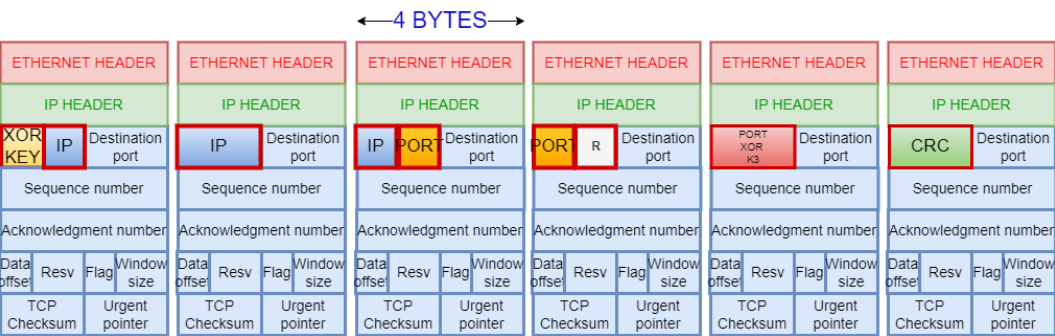 4 BYTES
ETHERNET HEADER ETHERNET HEADER ETHERNET HEADER ETHERNET HEADER ETHERNET HEADER ETHERNET HEADER
IP HEADER IP HEADER IP HEADER IP HEADER IP HEADER IP HEADER
XOR
KEY
IP
Destination
port
IP
Destination
port
IP
PORT
Destination
port
PORT
R
Destination
port
PORT
XOR
K3
Destination
port
CRC
Destination
port
Sequence number Sequence number Sequence number Sequence number Sequence number Sequence number
Acknowledgment number Acknowledgment number Acknowledgment number Acknowledgment number Acknowledgment number Acknowledgment number
Data
offset
Resv
Flag
Window
size
Data
offset
Resv
Flag
Window
size
Data
offset
Resv
Flag
Window
size
Data
offset
Resv
Flag
Window
size
Data
offset
Resv
Flag
Window
size
Data
offset
Resv
Flag
Window
size
TCP
Checksum
Urgent
pointer
TCP
Checksum
Urgent
pointer
TCP
Checksum
Urgent
pointer
TCP
Checksum
Urgent
pointer
TCP
Checksum
Urgent
pointer
TCP
Checksum
Urgent
pointer